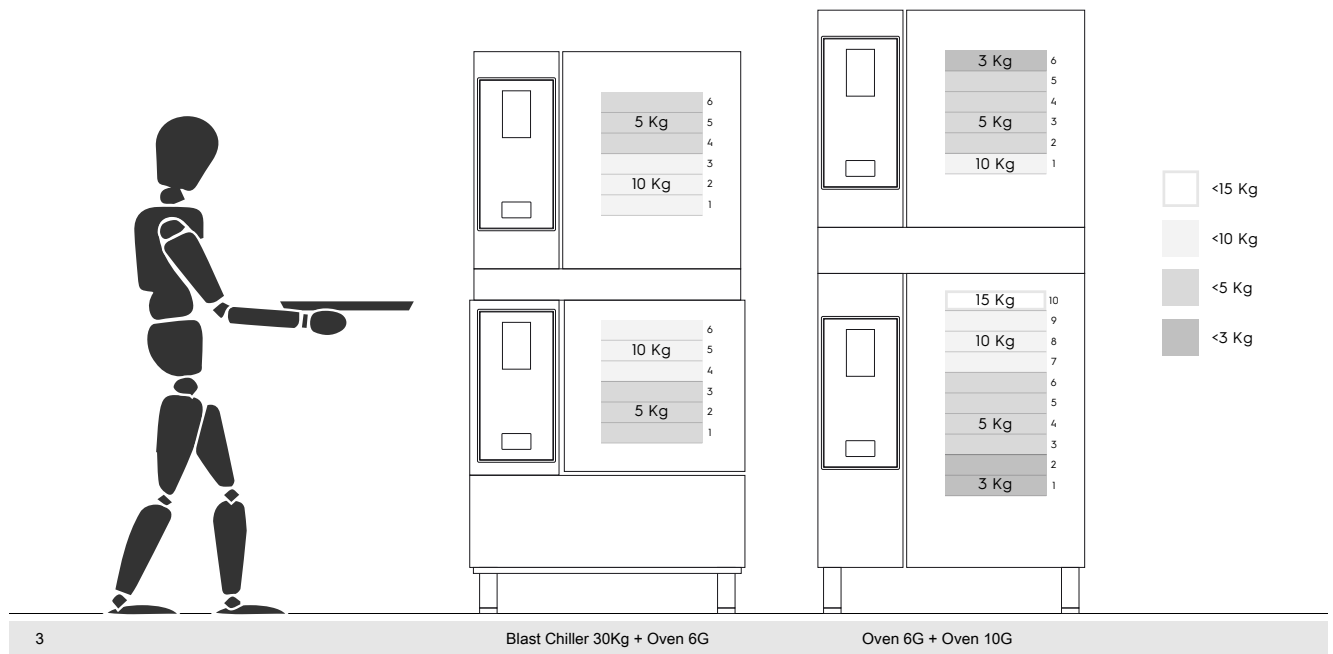 6
5 Kg 5
4
3
10 Kg 2
1
6
10 Kg 5
4
3
5 Kg 2
1
3 Kg 6
5
4
5 Kg 3
2
10 Kg 1
15 Kg 10
9
10 Kg 8
7
6
5
5 Kg 4
3
2
3 Kg 1
<15 Kg
<10 Kg
<5 Kg
<3 Kg
3 Blast Chiller 30Kg + Oven 6G Oven 6G + Oven 10G